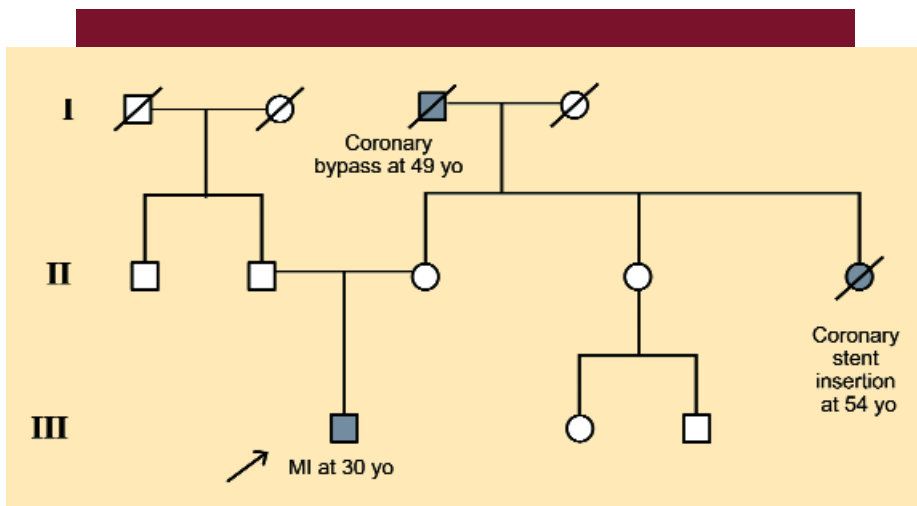 I
Coronary
bypass at 49 yo
II
Coronary
stent
insertion
at 54 yo
III
MI at 30 yo